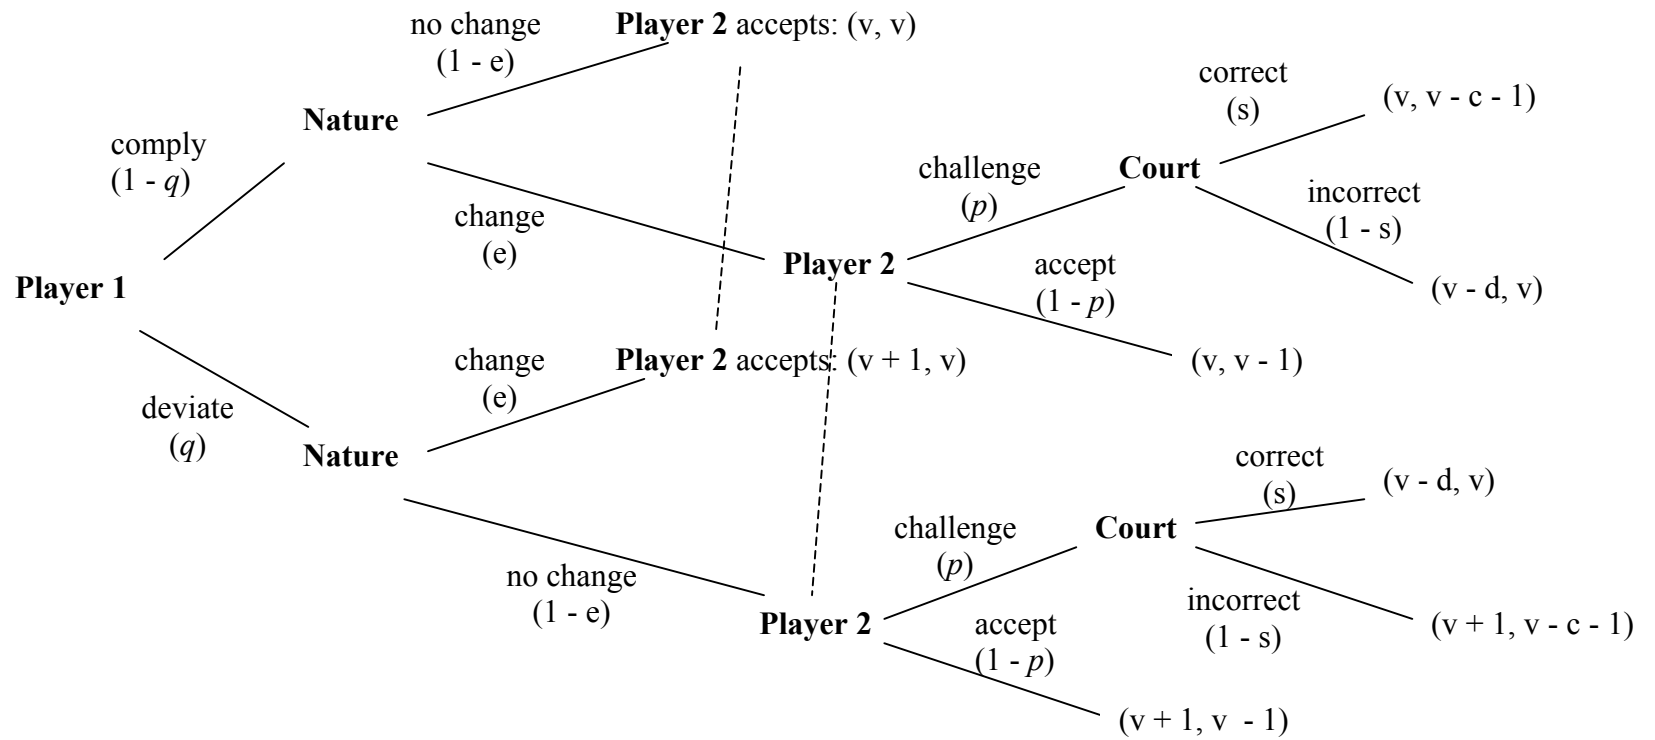 no change
(1 - e)
Player 2 accepts: (v, v)
correct
(s)
(v, v - c - 1)
Nature
comply
(1 - q)
challenge
(p)
Court
incorrect
(1 - s)
change
(e)
Player 2
accept
(1 - p)
(v - d, v)
Player 1
change
(e)
Player 2 accepts: (v + 1, v)
(v, v - 1)
deviate
(q)
Nature
correct
(s)
(v - d, v)
challenge
(p)
Court
no change
(1 - e)
incorrect
(1 - s)
Player 2
accept
(1 - p)
(v + 1, v - c - 1)
(v + 1, v - 1)